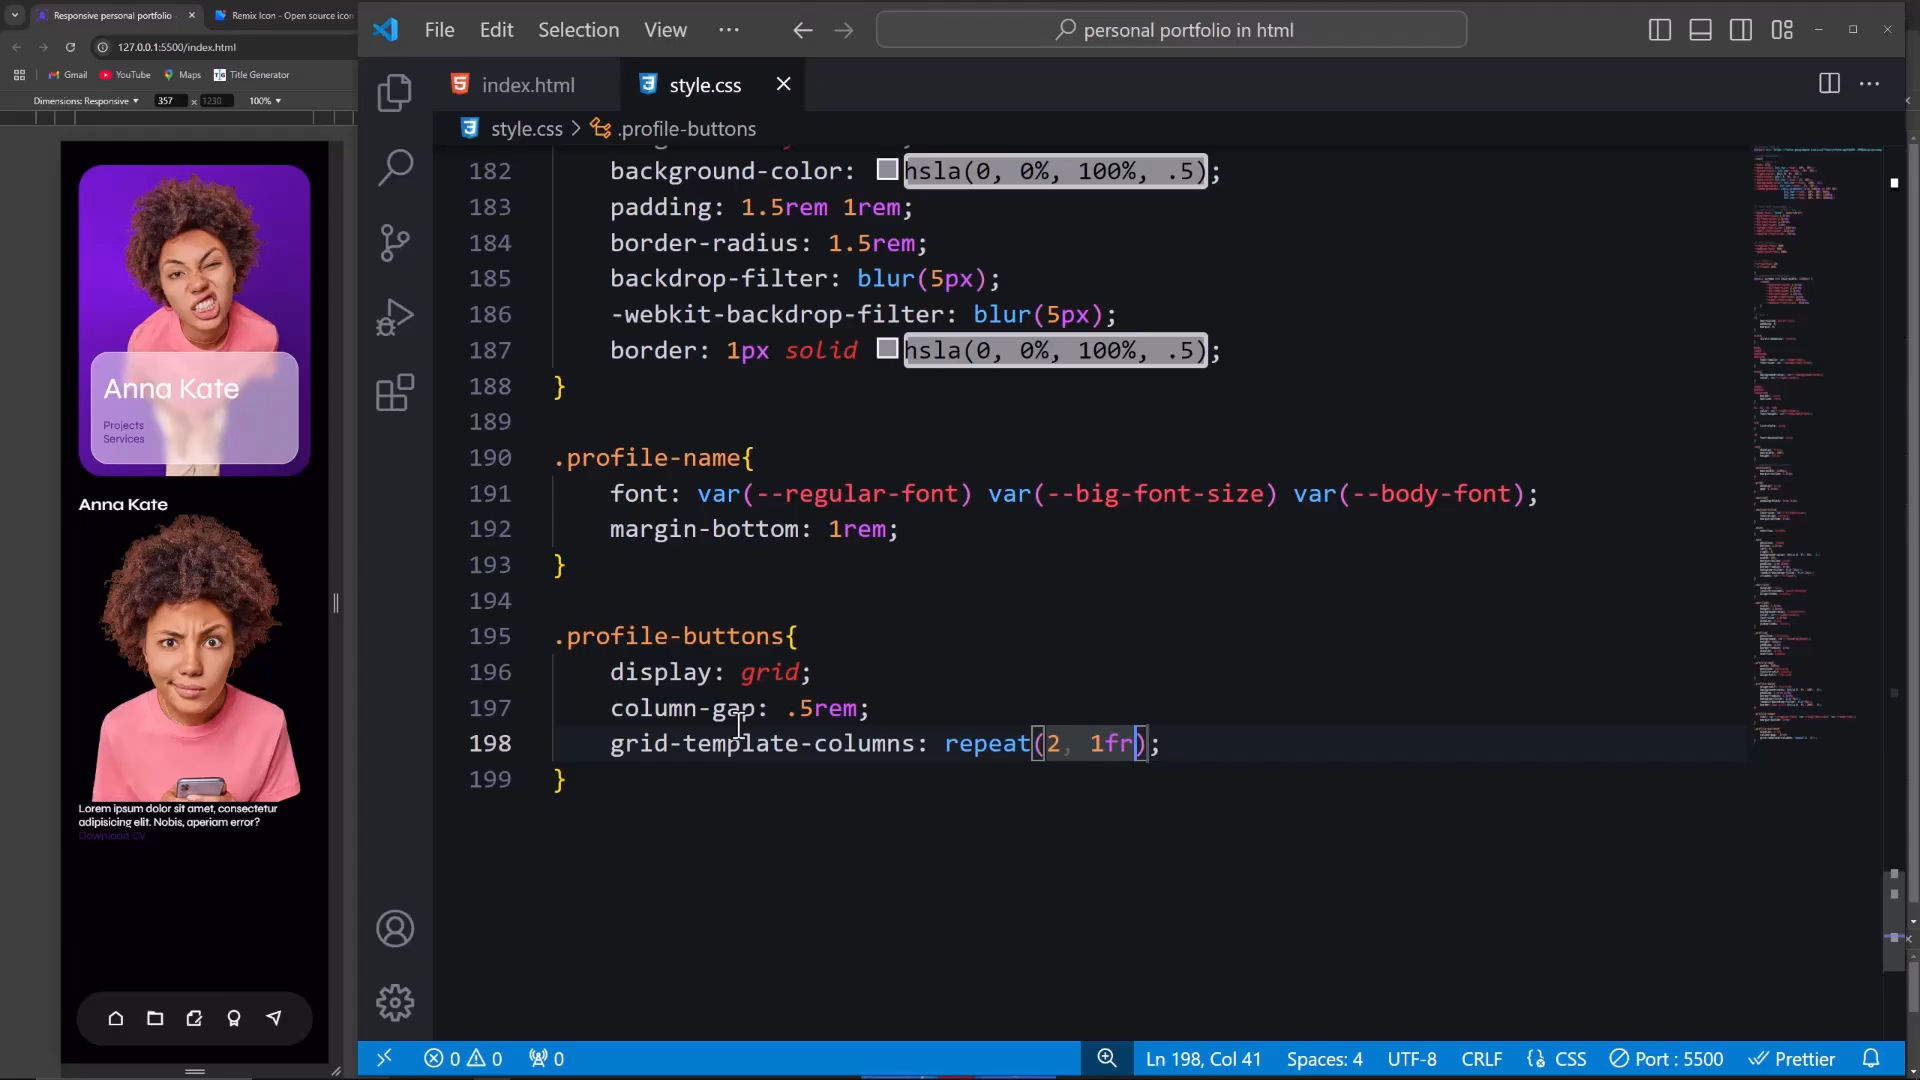 Responsive personal portfolio
Remix Icon - Open source icon
127.0.0.1:5500/index.html
Gmail
YouTube
Maps
Title Generator
Dimensions: Responsive
357 x 1230
100%
Anna Kate
Projects
Services
Anna Kate
Lorem ipsum dolor sit amet, consectetur
adipisicing elit. Nobis, aperiam error?
Download CV
File Edit Selection View ···
personal portfolio in html
index.html
style.css
style.css > .profile-buttons
182 background-color: hsla(0, 0%, 100%, .5);
183 padding: 1.5rem 1rem;
184 border-radius: 1.5rem;
185 backdrop-filter: blur(5px);
186 -webkit-backdrop-filter: blur(5px);
187 border: 1px solid hsla(0, 0%, 100%, .5);
188 }
189
190 .profile-name{
191 font: var(--regular-font) var(--big-font-size) var(--body-font);
192 margin-bottom: 1rem;
193 }
194
195 .profile-buttons{
196 display: grid;
197 column-gap: .5rem;
198 grid-template-columns: repeat(2, 1fr);
199 }
0 0 0
Ln 198, Col 41
Spaces: 4
UTF-8
CRLF
CSS
Port : 5500
Prettier